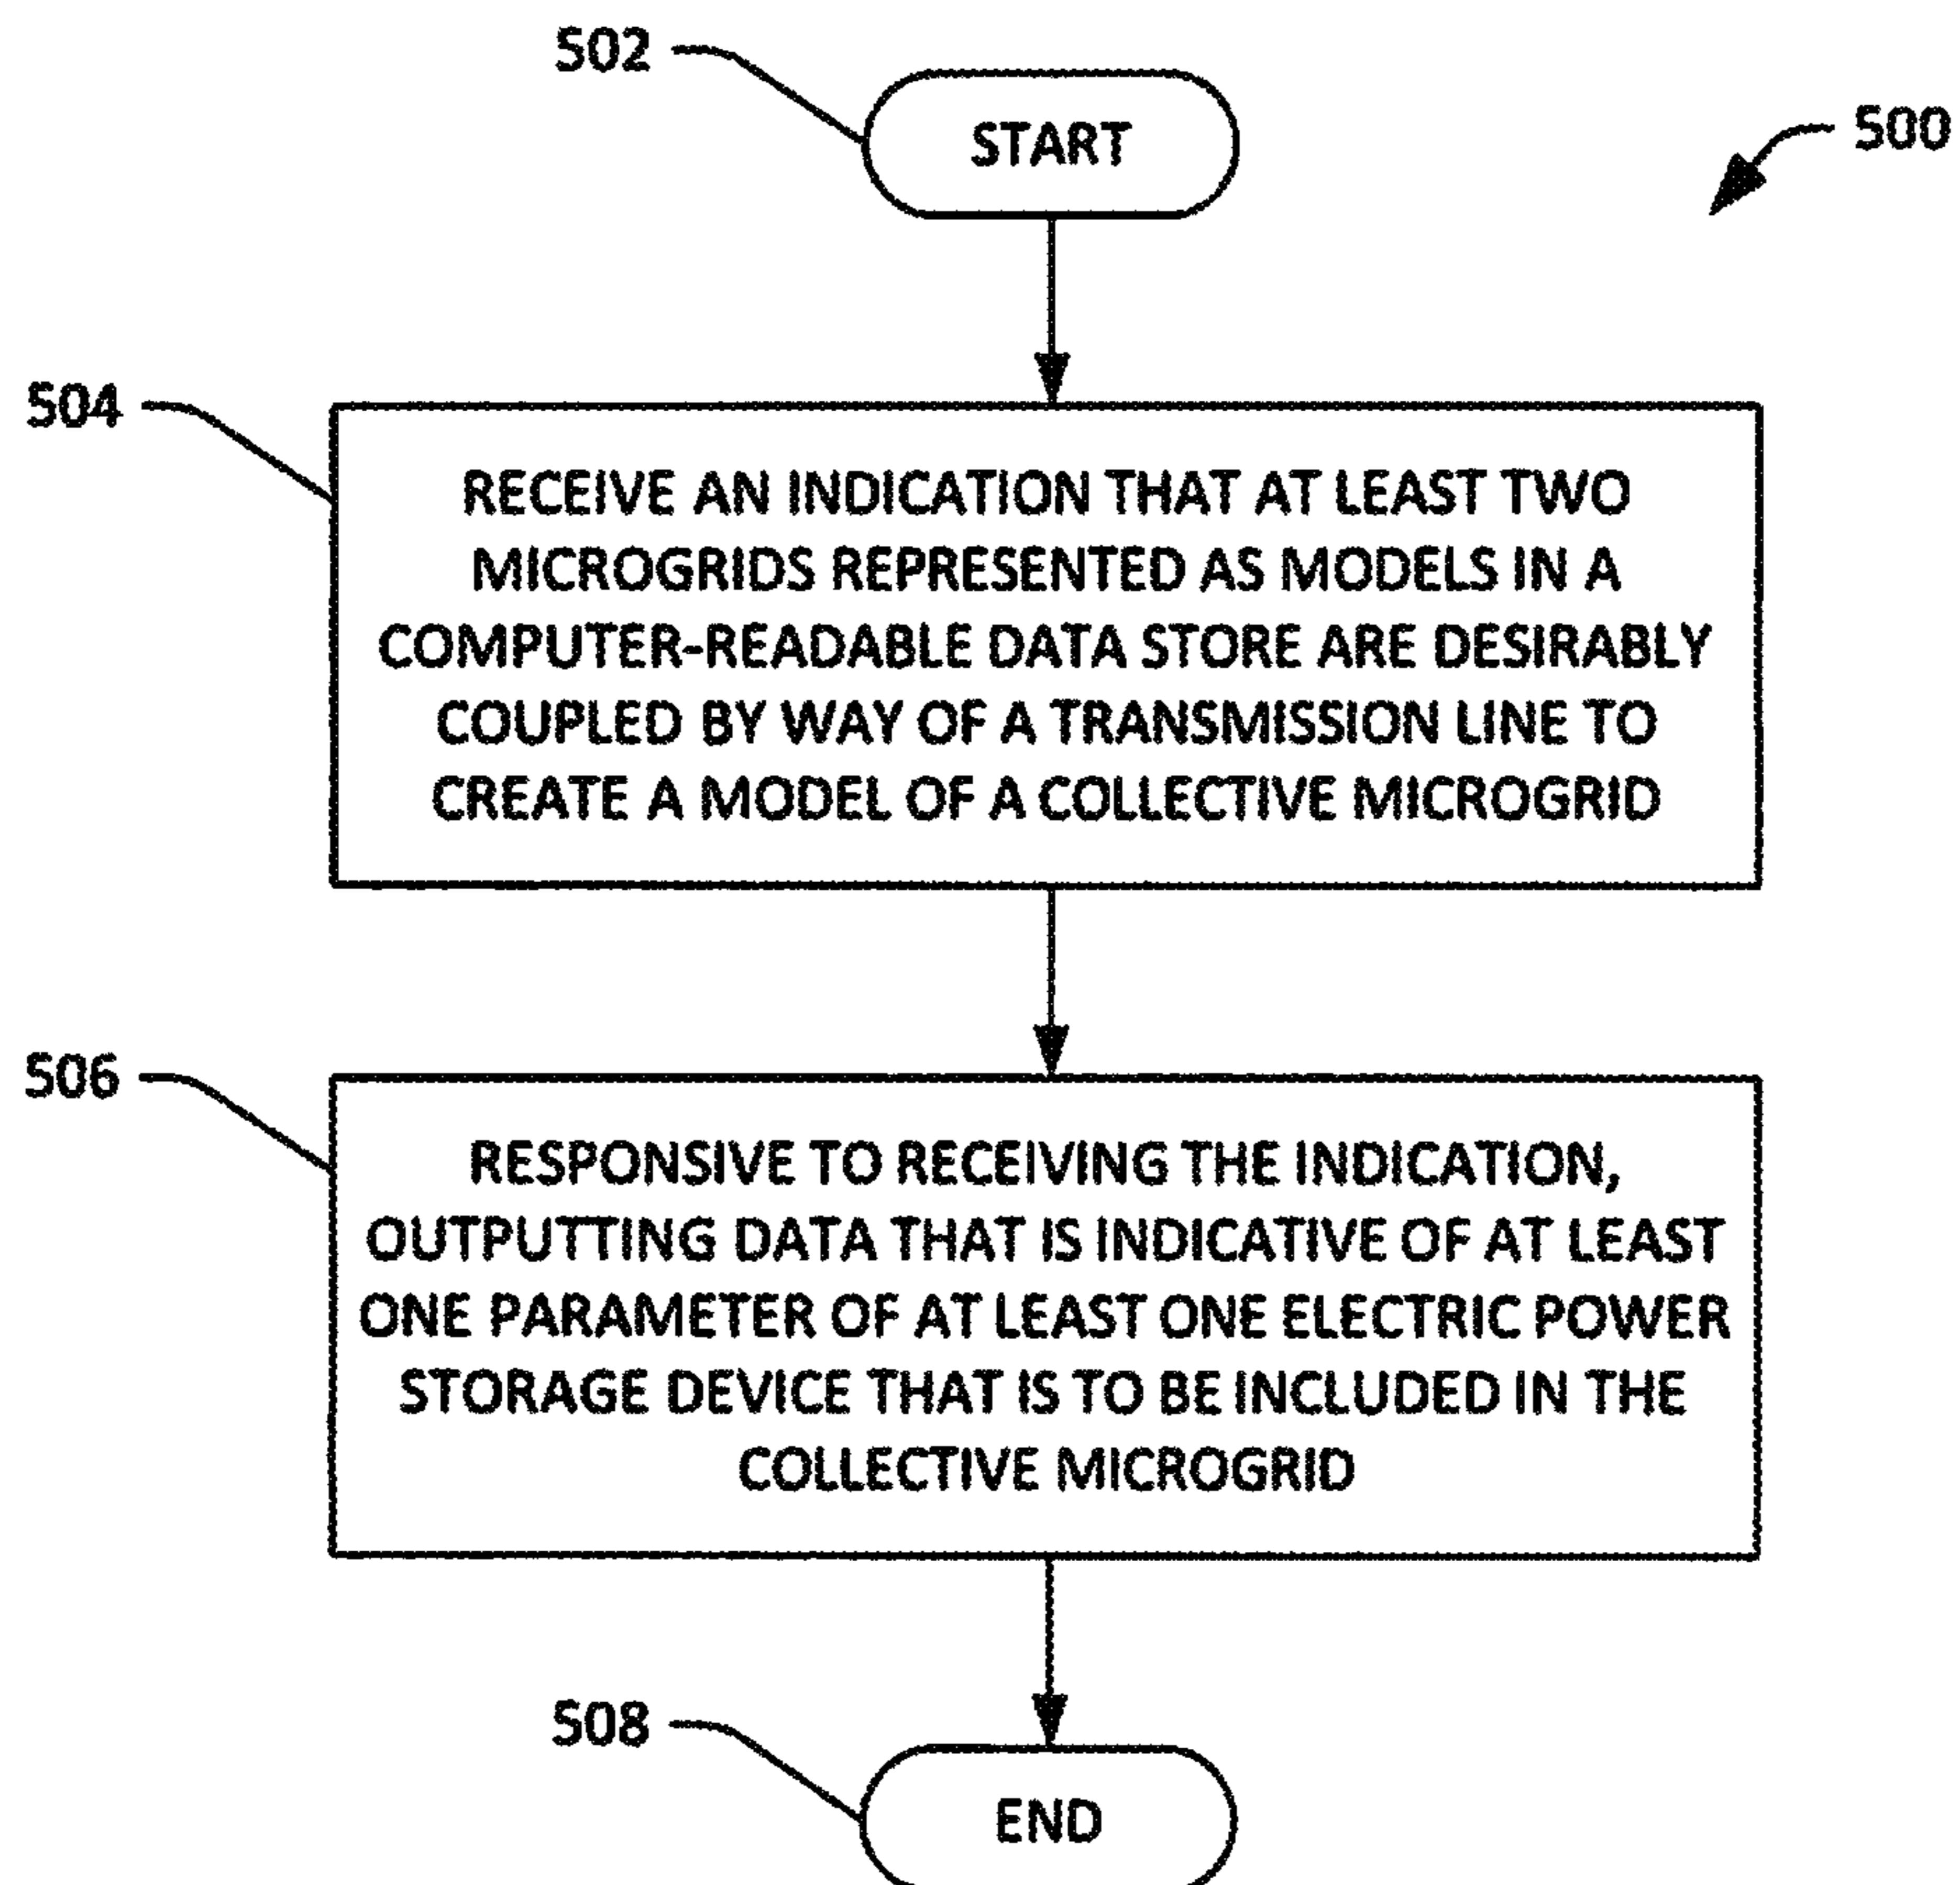 502
START
500
504
RECEIVE AN INDICATION THAT AT LEAST TWO
MICROGRIDS REPRESENTED AS MODELS IN A
COMPUTER-READABLE DATA STORE ARE DESIRABLY
COUPLED BY WAY OF A TRANSMISSION LINE TO
CREATE A MODEL OF A COLLECTIVE MICROGRID
506
RESPONSIVE TO RECEIVING THE INDICATION,
OUTPUTTING DATA THAT IS INDICATIVE OF AT LEAST
ONE PARAMETER OF AT LEAST ONE ELECTRIC POWER
STORAGE DEVICE THAT IS TO BE INCLUDED IN THE
COLLECTIVE MICROGRID
508
END